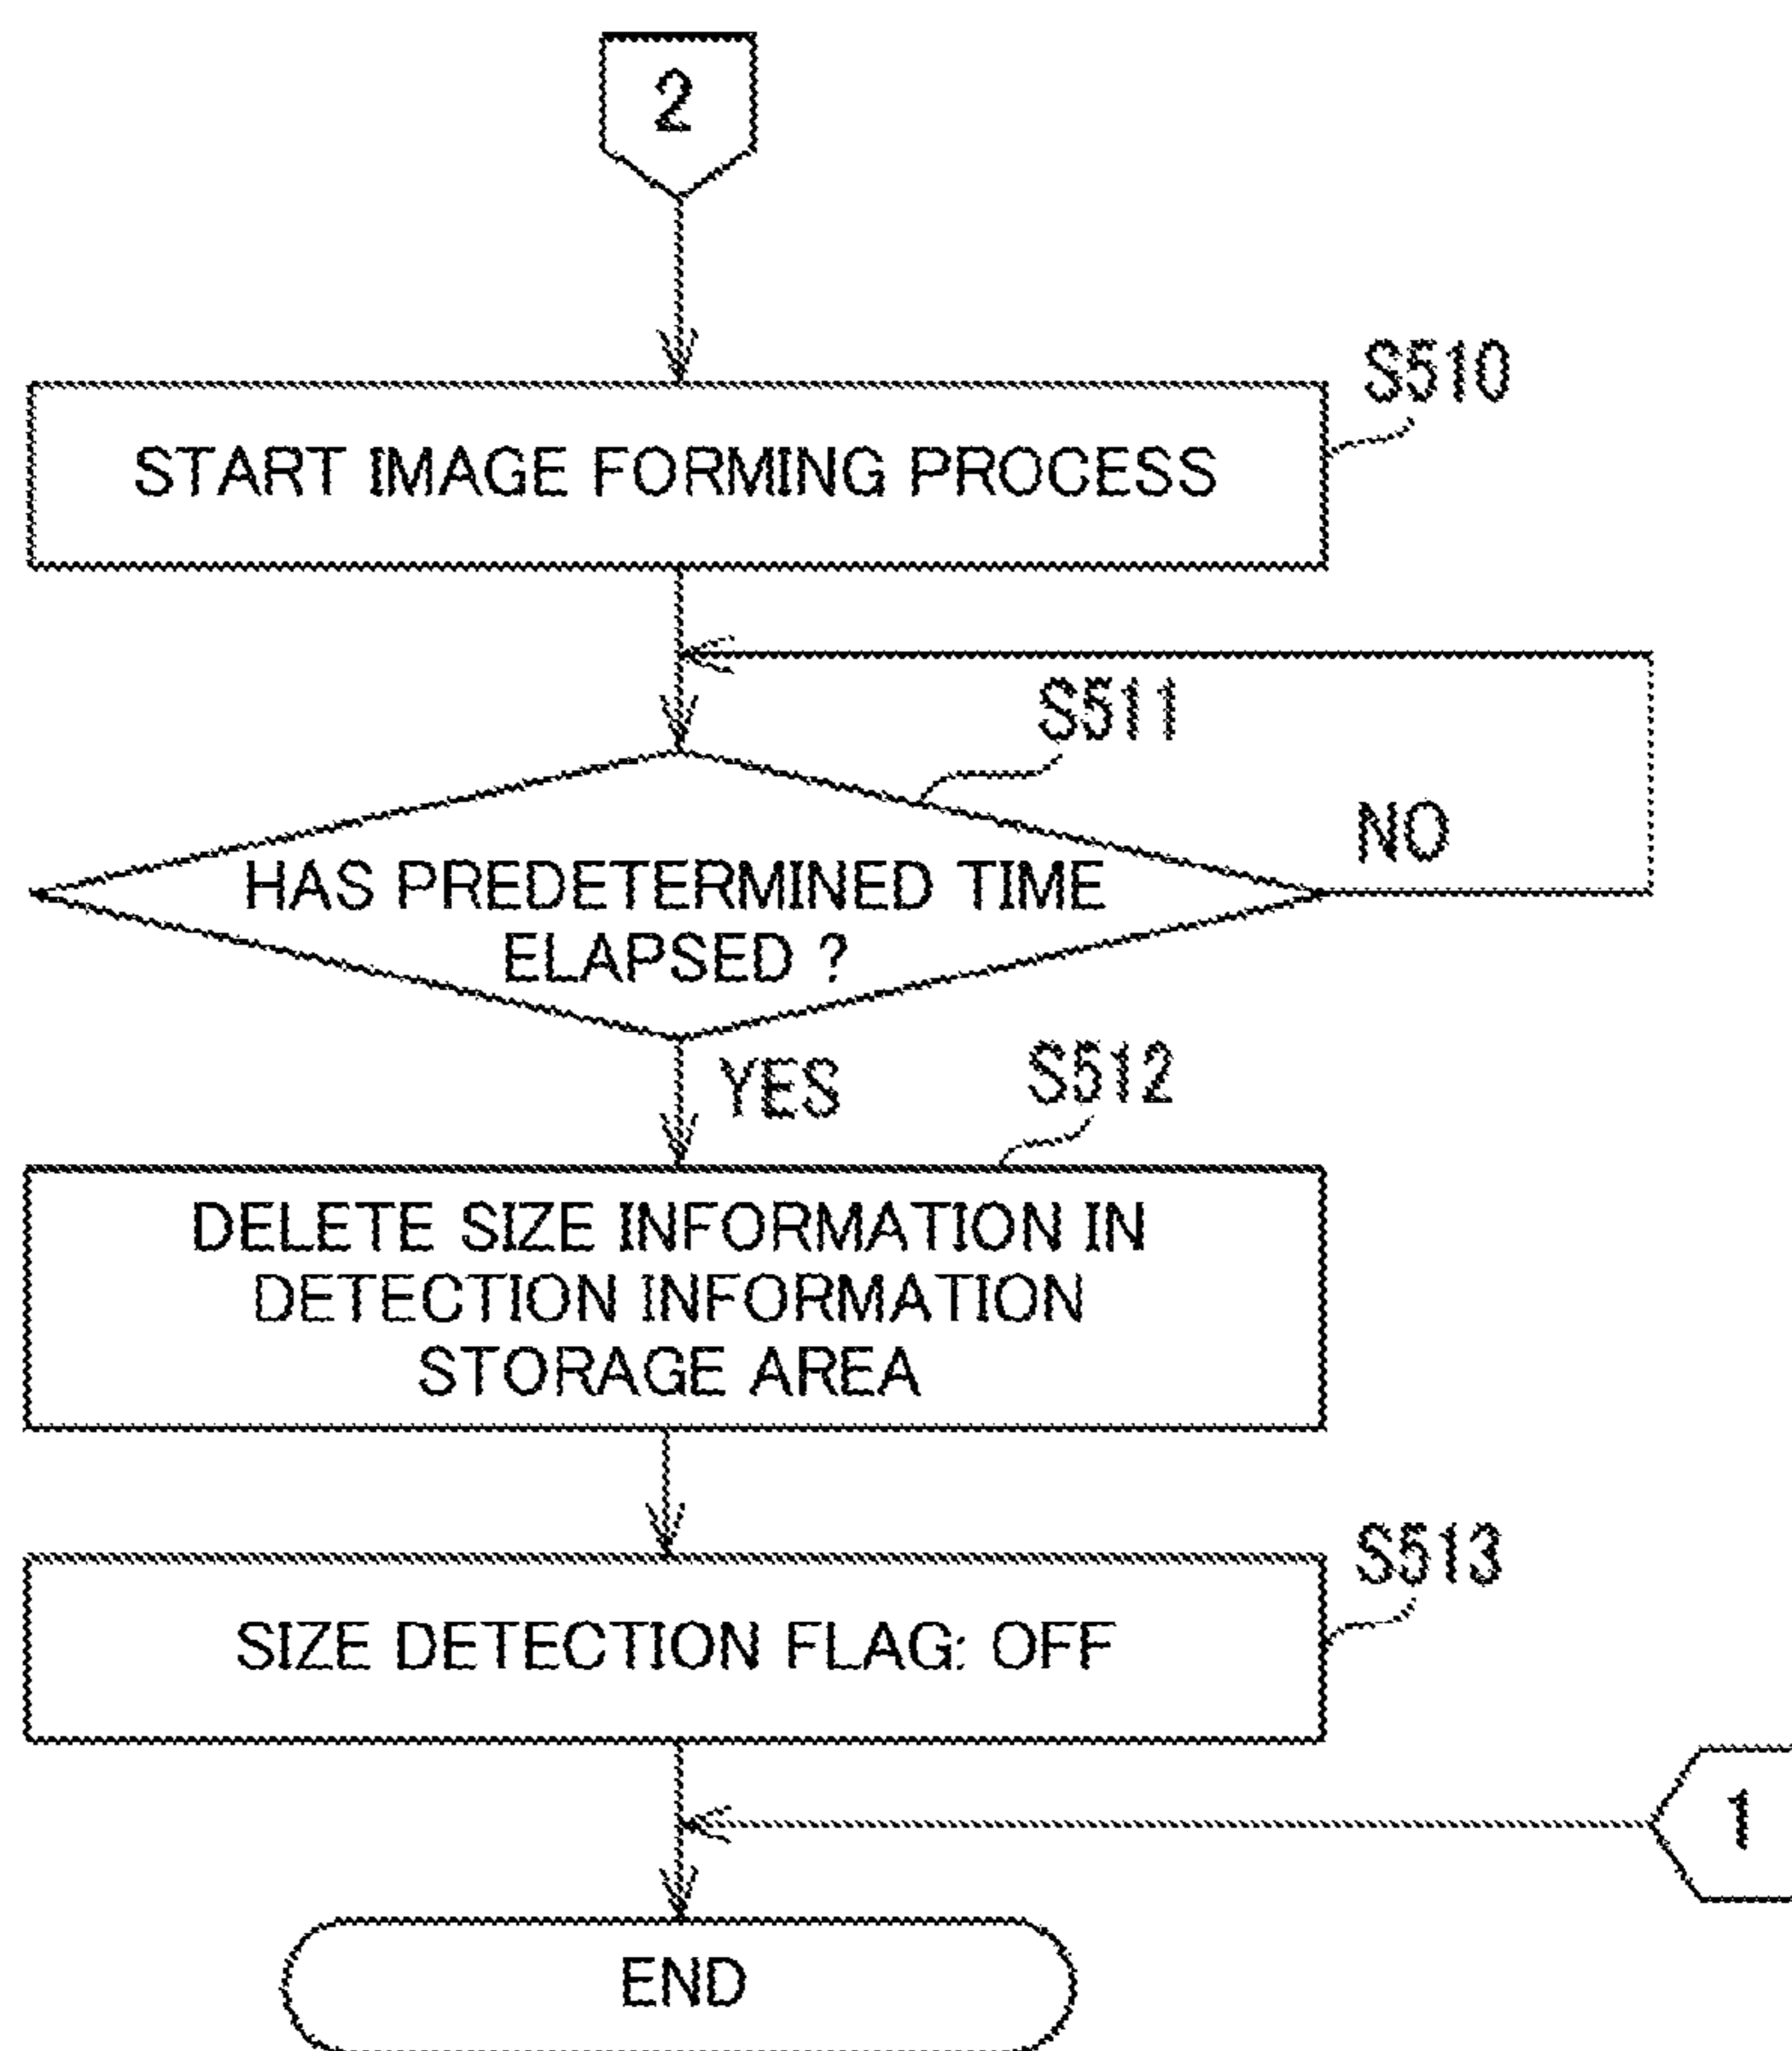 2
S510
START IMAGE FORMING PROCESS
S511
NO
HAS PREDETERMINED TIME
ELAPSED ?
YES
S512
DELETE SIZE INFORMATION IN
DETECTION INFORMATION
STORAGE AREA
S513
SIZE DETECTION FLAG: OFF
1
END